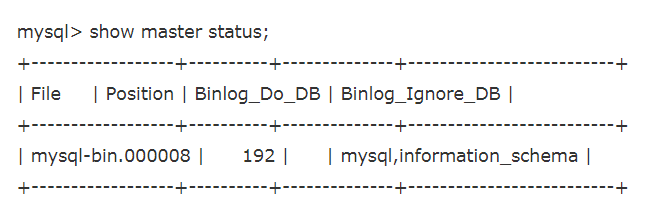 mysql> show master status;
+------------------+----------+--------------+--------------------------+
| File | Position | Binlog_Do_DB | Binlog_Ignore_DB |
+------------------+----------+--------------+--------------------------+
| mysql-bin.000008 | 192 | | mysql,information_schema |
+------------------+----------+--------------+--------------------------+